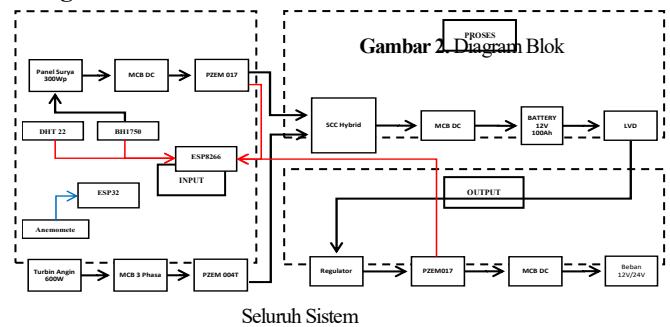 PROSES
Gambar 2. Diagram Blok
Panel Surya
300Wp
MCB DC
PZEM 017
DHT 22
BH1750
ESP8266
INPUT
ESP32
Anemomete
Turbin Angin
600W
MCB 3 Phasa
PZEM 004T
SCC Hybrid
MCB DC
BATTERY
12V
100Ah
LVD
OUTPUT
Regulator
PZEM017
MCB DC
Beban
12V/24V
Seluruh Sistem